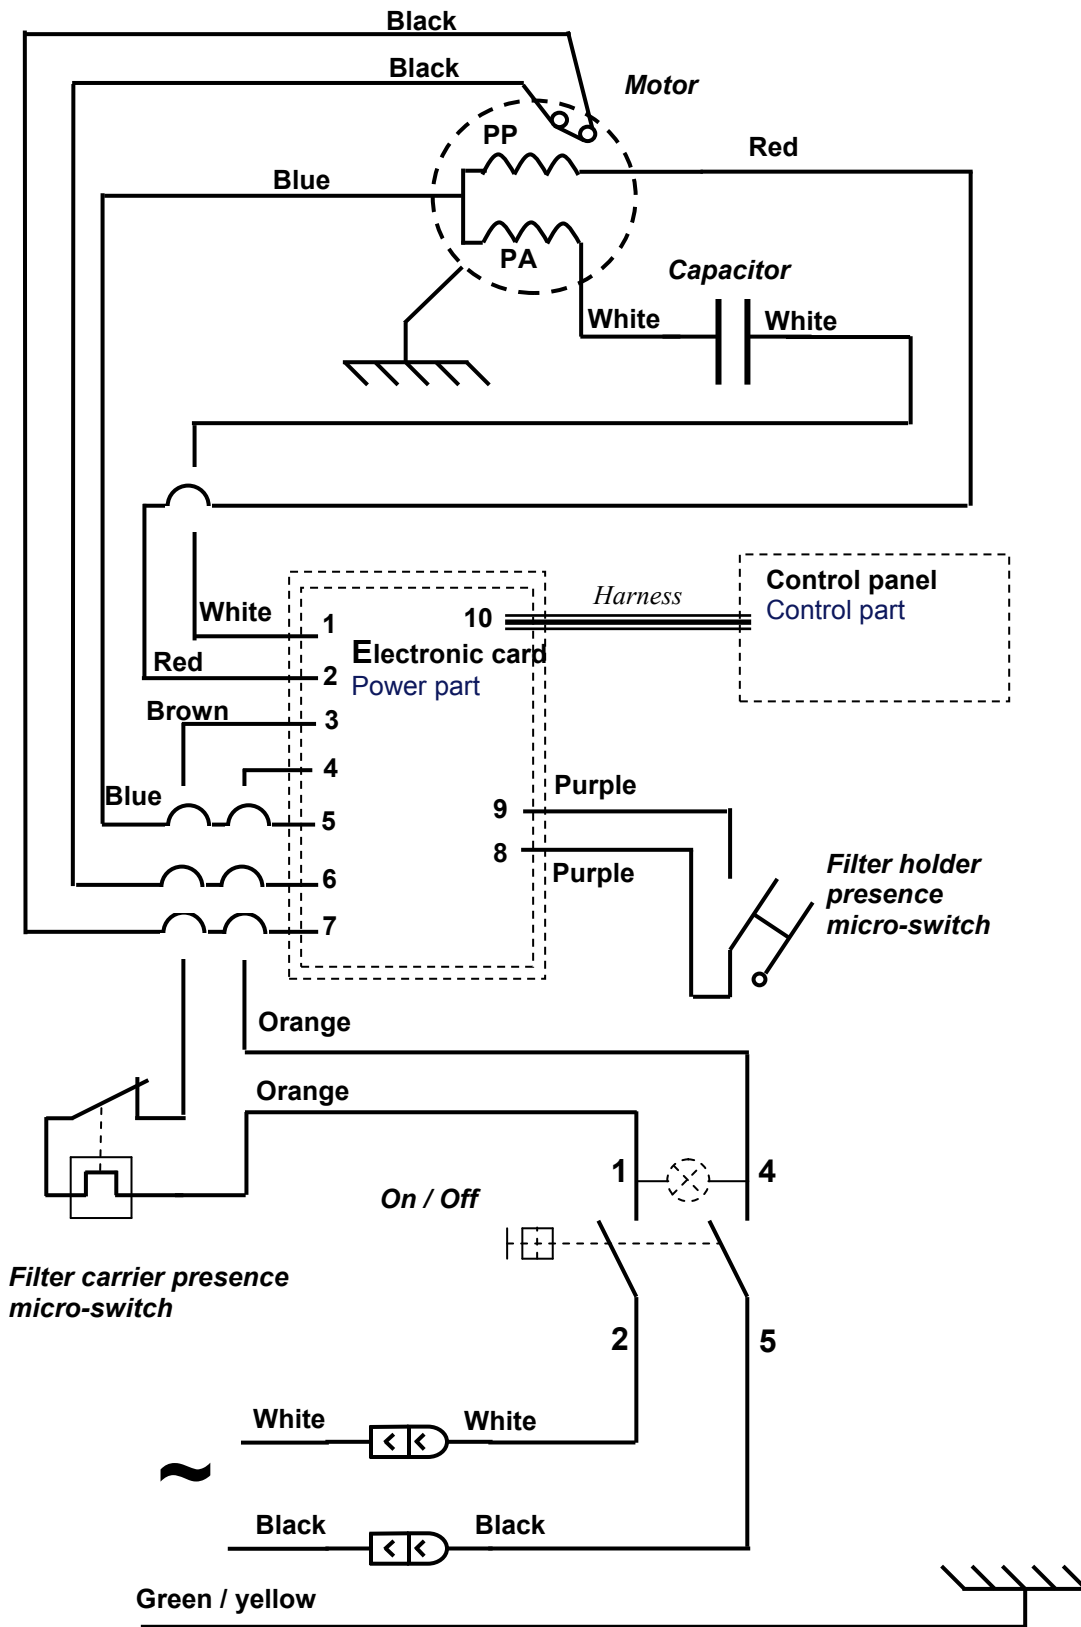 Black
Black
Motor
PP
Red
Blue
PA
Capacitor
White
White
Control panel
Control part
Harness
White
1
10
Electronic card
Power part
Red
2
Brown
3
4
Purple
9
Blue
5
8
Purple
Filter holder
presence
micro-switch
6
7
Orange
Orange
1
4
On / Off
Filter carrier presence
micro-switch
2
5
White
White
~
Black
Black
Green / yellow